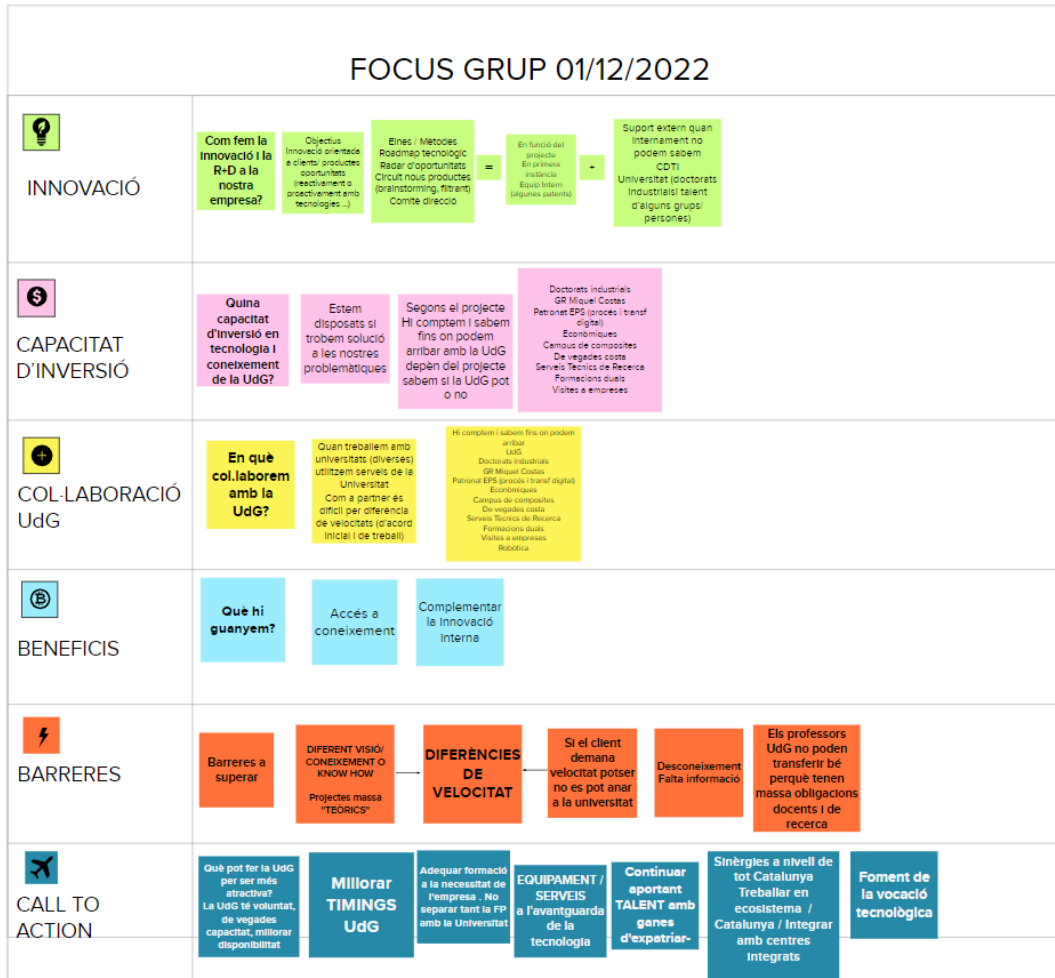 FOCUS GRUP 01/12/2022
INNOVACIÓ
Com fem la
innovació i la
R+D a la
nostra
empresa?
Objectius
Innovació orientada
a clients/ productes
oportunitats
(reactivament o
proactivament amb
tecnologies ...)
Eines / Mètodes
Roadmap tecnològic
Radar d'oportunitats
Circuit nous productes
(brainstorming, filtrant)
Comitè direcció
=
En funció del
projecte
En primera
instància
Equip Intern
(algunes patents)
+
Suport extern quan
internament no
podem sabem
CDTI
Universitat (doctorats
industrials/ talent
d'alguns grups/
persones)
CAPACITAT
D'INVERSIÓ
Quina
capacitat
d'inversió en
tecnologia i
coneixement
de la UdG?
Estem
disposats si
trobem solució
a les nostres
problemàtiques
Segons el projecte
Hi comptem i sabem
fins on podem
arribar amb la UdG
depèn del projecte
sabem si la UdG pot
o no
Doctorats industrials
GR Miquel Costas
Patronat EPS (procés i transf
digital)
Econòmiques
Campus de composites
De vegades costa
Serveis Tècnics de Recerca
Formacions duals
Visites a empreses
COL·LABORACIÓ
UdG
En què
col.laborem
amb la
UdG?
Quan treballem amb
universitats (diverses)
utilitzem serveis de la
Universitat
Com a partner és
difícil per diferència
de velocitats (d'acord
inicial i de treball)
Hi comptem i sabem fins on podem
arribar
UdG
Doctorats industrials
GR Miquel Costas
Patronat EPS (procés i transf digital)
Econòmiques
Campus de composites
De vegades costa
Serveis Tècnics de Recerca
Formacions duals
Visites a empreses
Robòtica
BENEFICIS
Què hi
guanyem?
Accés a
coneixement
Complementar
la Innovació
Interna
BARRERES
Barreres a
superar
DIFERENT VISIÓ/
CONEIXEMENT O
KNOW HOW
Projectes massa
"TEÒRICS"
DIFERÈNCIES
DE
VELOCITAT
Si el client
demana
velocitat potser
no es pot anar
a la universitat
Desconeixement
Falta informació
Els professors
UdG no poden
transferir bé
perquè tenen
massa obligacions
docents i de
recerca
CALL TO
ACTION
Què pot fer la UdG
per ser més
atractiva?
La UdG té voluntat,
de vegades
capacitat, millorar
disponibilitat
Millorar
TIMINGS
UdG
Adequar formació
a la necessitat de
l'empresa . No
separar tant la FP
amb la Universitat
EQUIPAMENT /
SERVEIS
a l'avantguarda
de la
tecnologia
Continuar
aportant
TALENT amb
ganes
d'expatriar-
Sinèrgies a nivell de
tot Catalunya
Treballar en
ecosistema /
Catalunya / Integrar
amb centres
integrats
Foment de
la vocació
tecnològica